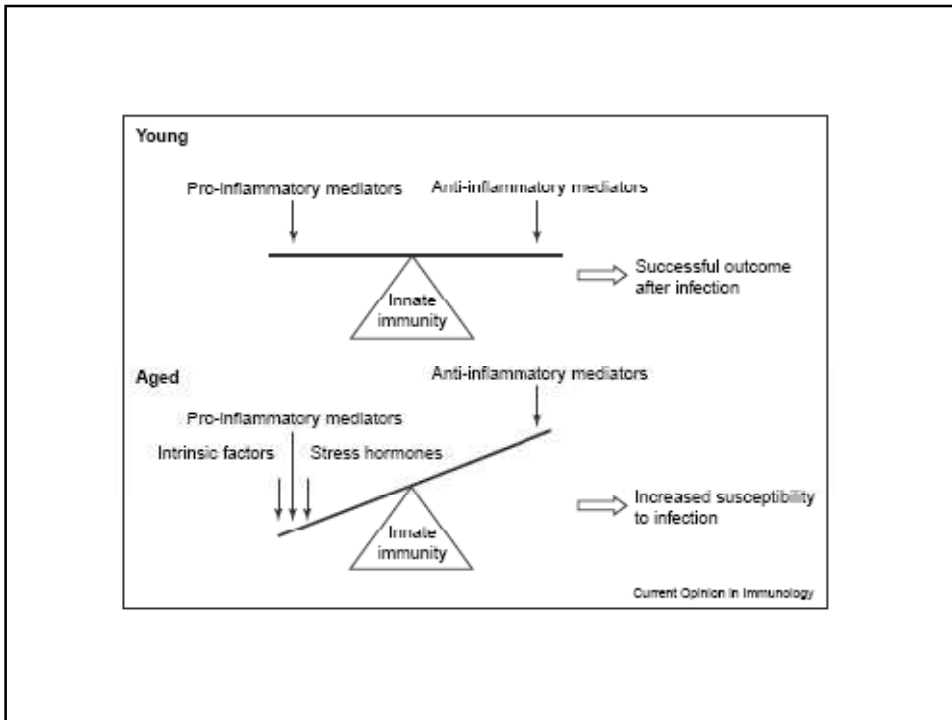 Young
Pro-inflammatory mediators
Anti-inflammatory mediators
Innate
immunity
Successful outcome
after infection
Aged
Anti-inflammatory mediators
Pro-inflammatory mediators
Intrinsic factors
Stress hormones
Innate
immunity
Increased susceptibility
to infection
Current Opinion in Immunology